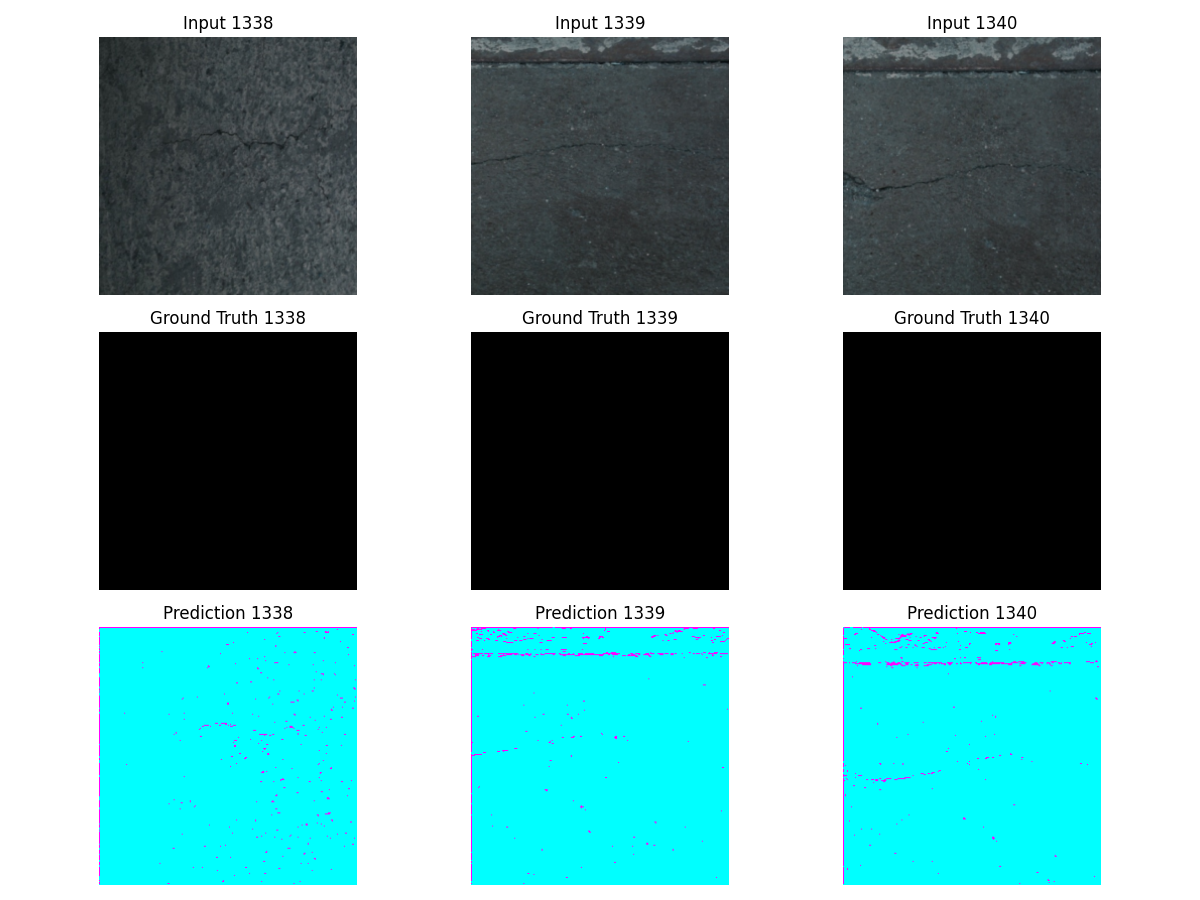 Input 1338
Input 1339
Input 1340
Ground Truth 1338
Ground Truth 1339
Ground Truth 1340
Prediction 1338
Prediction 1339
Prediction 1340